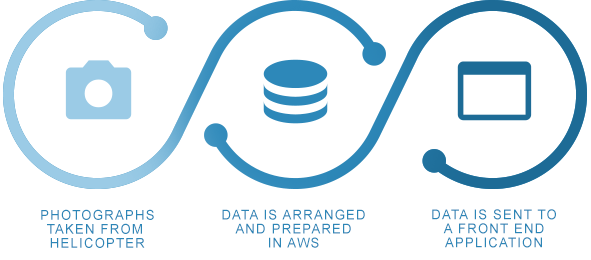 PHOTOGRAPHS
TAKEN FROM
HELICOPTER
DATA IS ARRANGED
AND PREPARED
IN AWS
DATA IS SENT TO
A FRONT END
APPLICATION